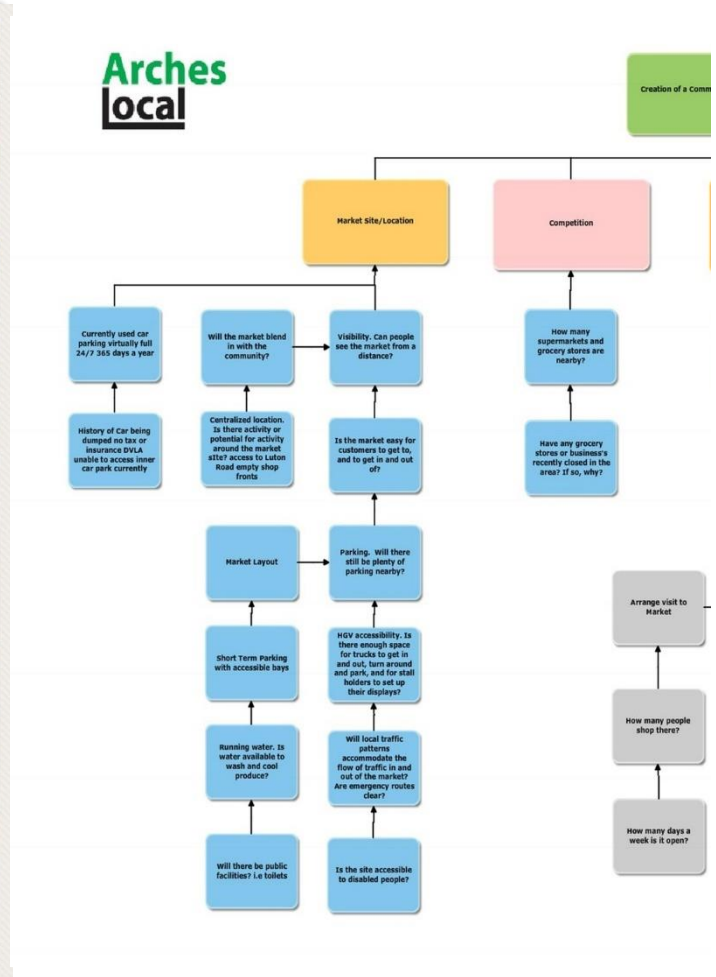 Arches
local
Creation of a Comm
Market Site/Location
Competition
Currently used car
parking virtually full
24/7 365 days a year
Will the market blend
in with the
community?
Visibility. Can people
see the market from a
distance?
How many
supermarkets and
grocery stores are
nearby?
History of Car being
dumped no tax or
insurance DVLA
unable to access inner
car park currently
Centralized location.
Is there activity or
potential for activity
around the market
sIte? access to Luton
Road empty shop
fronts
Is the market easy for
customers to get to,
and to get in and out
of?
Have any grocery
stores or business's
recently closed in the
area? If so, why?
Market Layout
Parking. Will there
still be plenty of
parking nearby?
Arrange visit to
Market
Short Term Parking
with accessible bays
HGV accessibility. Is
there enough space
for trucks to get in
and out, turn around
and park, and for stall
holders to set up
their displays?
How many people
shop there?
Running water. Is
water available to
wash and cool
produce?
Will local traffic
patterns
accommodate the
flow of traffic in and
out of the market?
Are emergency routes
clear?
How many days a
week is it open?
Will there be public
facilities? i.e toilets
Is the site accessible
to disabled people?